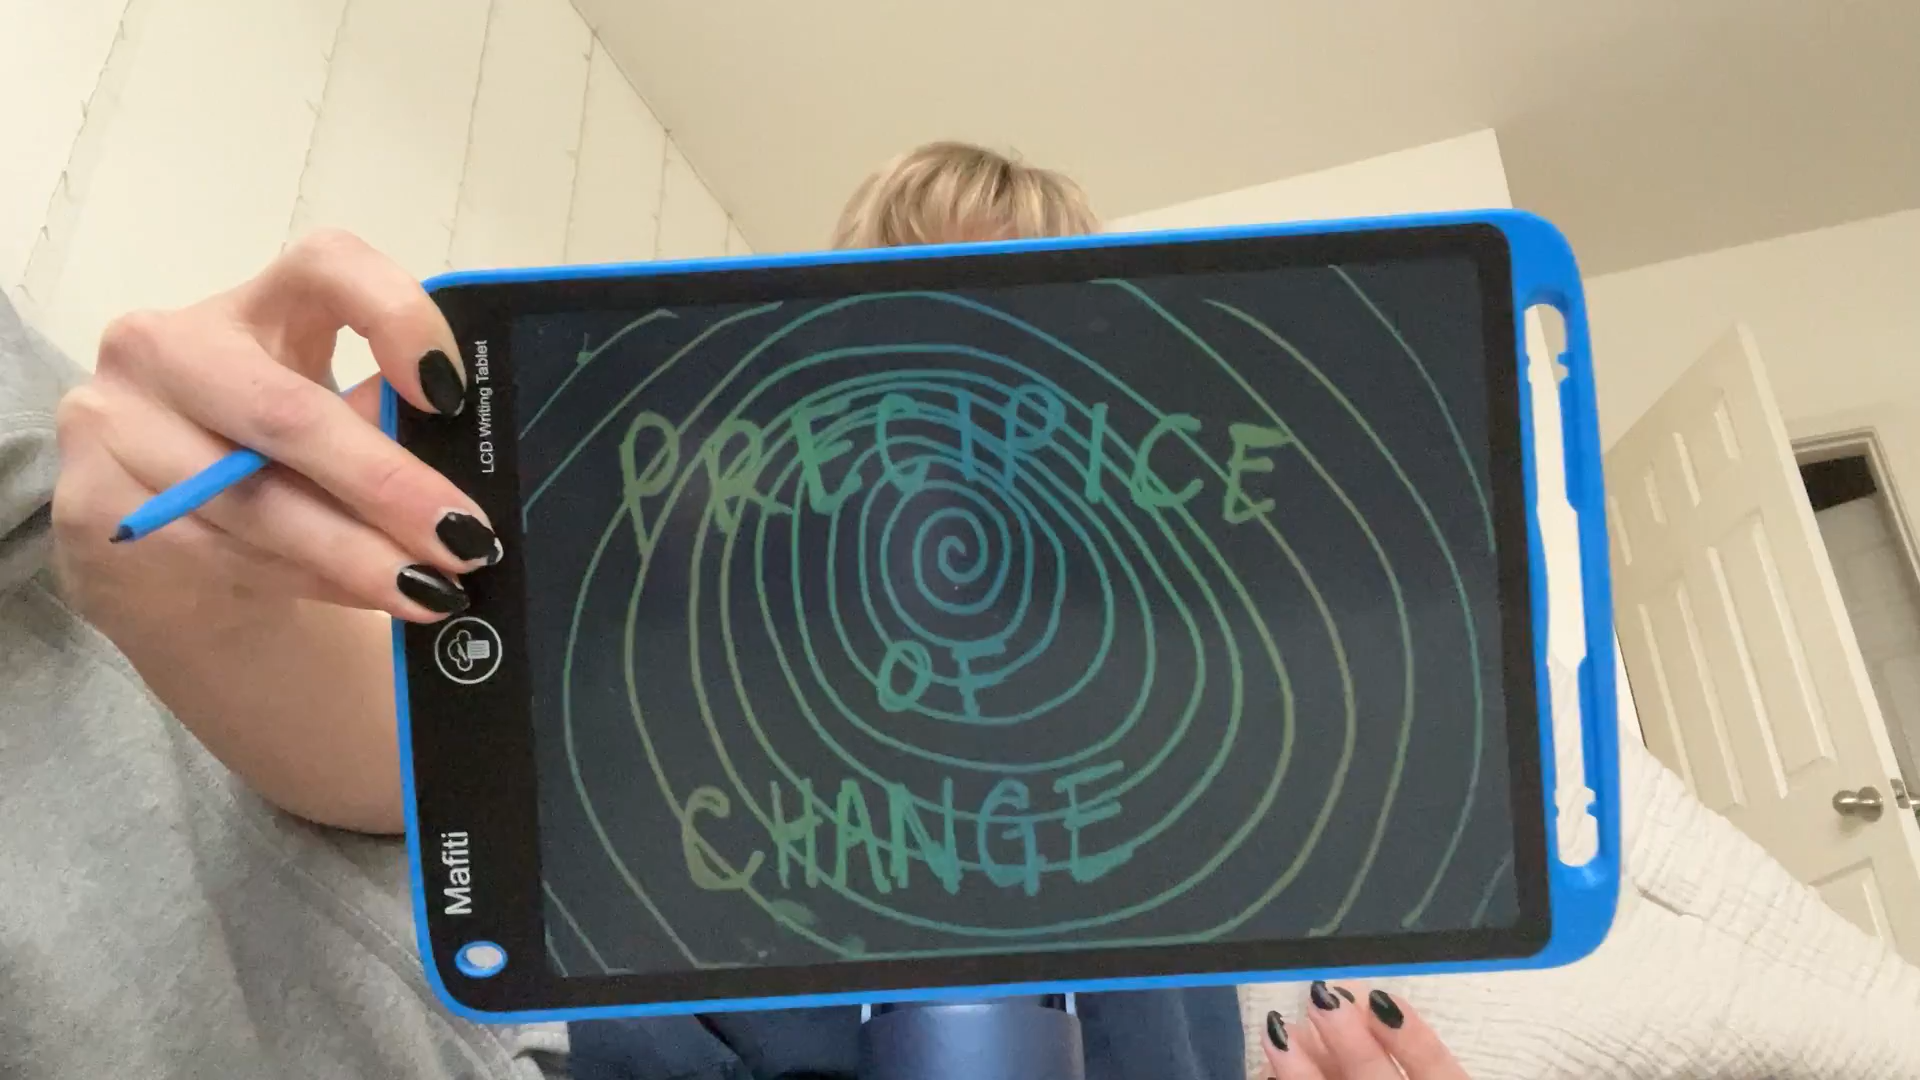 PRECIPICE
OF
CHANGE
LCD Writing Tablet
Mafiti